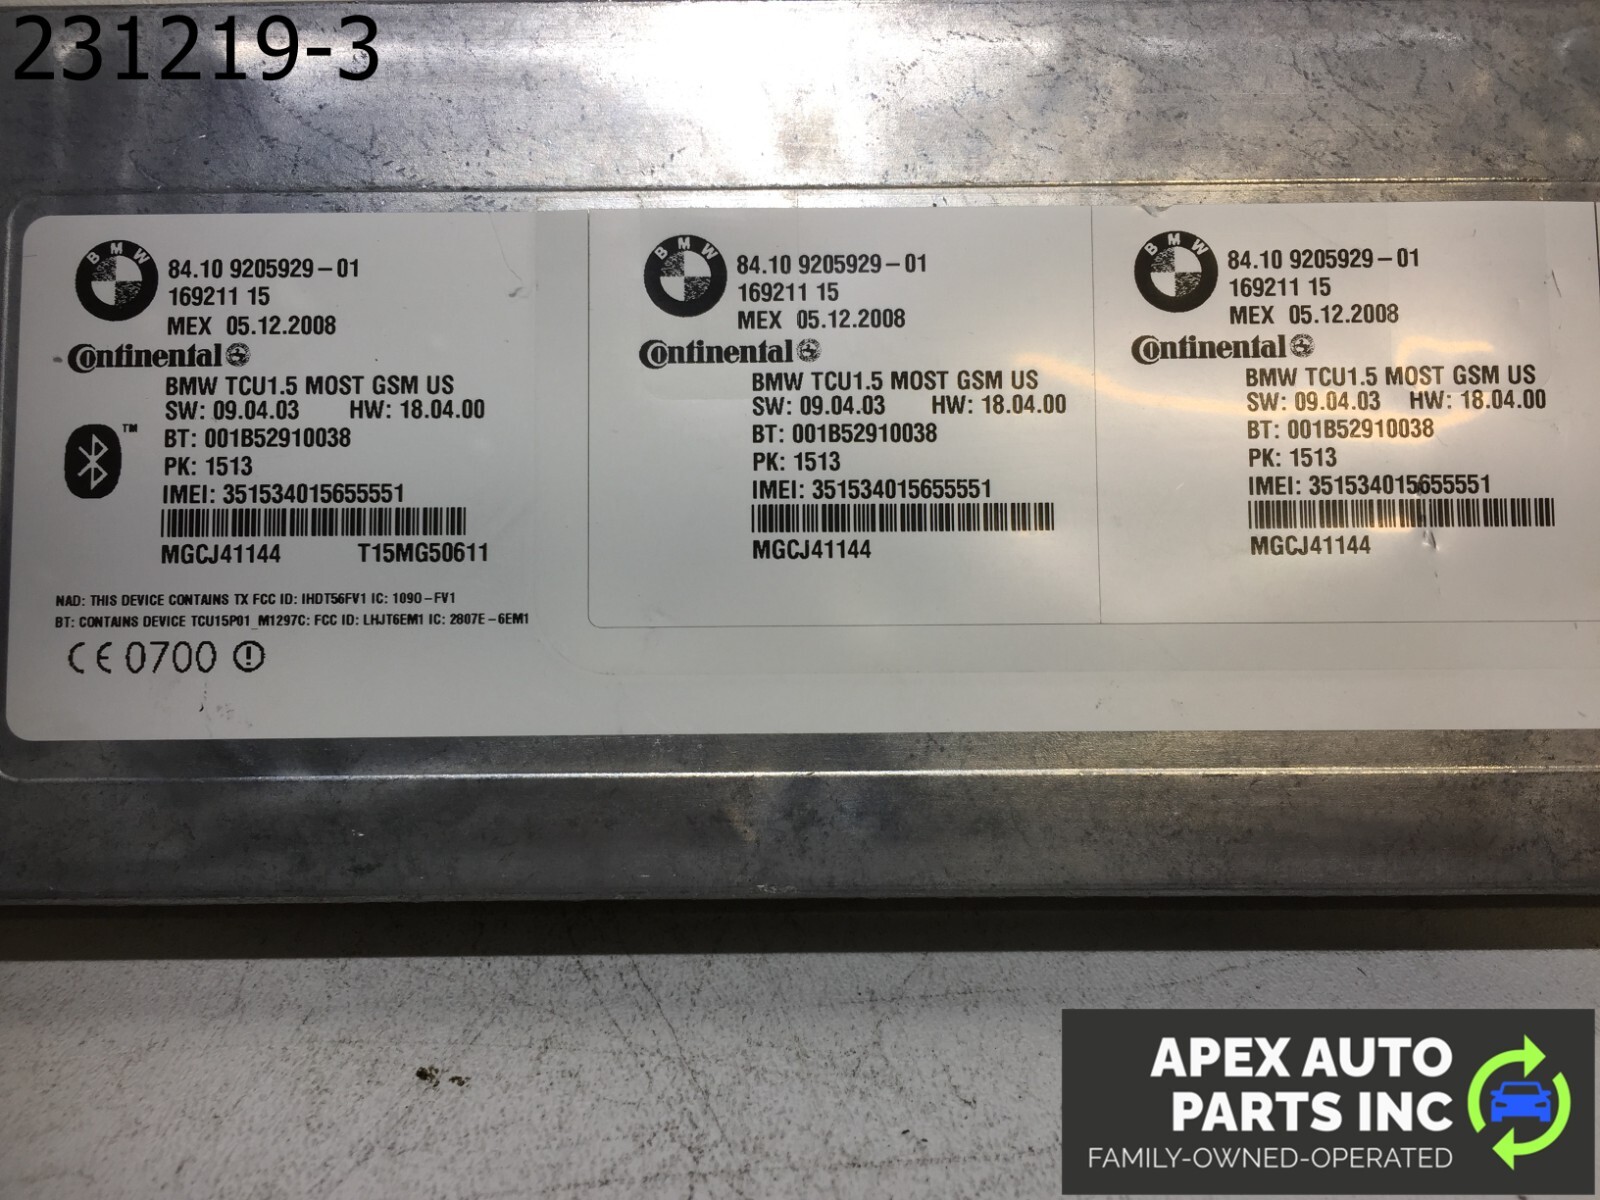 231219-3
BMW
84.10 9205929-01
169211 15
MEX 05.12.2008
Continental
BMW TCU1.5 MOST GSM US
SW: 09.04.03 HW: 18.04.00
BT: 001B52910038
PK: 1513
IMEI: 351534015655551
MGCJ41144 T15MG50611
NAD: THIS DEVICE CONTAINS TX FCC ID: IHDT56FV1 IC: 1090-FV1
BT: CONTAINS DEVICE TCU15P01_M1297C: FCC ID: LHJT6EM1 IC: 2807E-6EM1
CE 0700
BMW
84.10 9205929-01
169211 15
MEX 05.12.2008
Continental
BMW TCU1.5 MOST GSM US
SW: 09.04.03 HW: 18.04.00
BT: 001B52910038
PK: 1513
IMEI: 351534015655551
MGCJ41144
BMW
84.10 9205929-01
169211 15
MEX 05.12.2008
Continental
BMW TCU1.5 MOST GSM US
SW: 09.04.03 HW: 18.04.00
BT: 001B52910038
PK: 1513
IMEI: 351534015655551
MGCJ41144
APEX AUTO
PARTS INC
FAMILY-OWNED-OPERATED